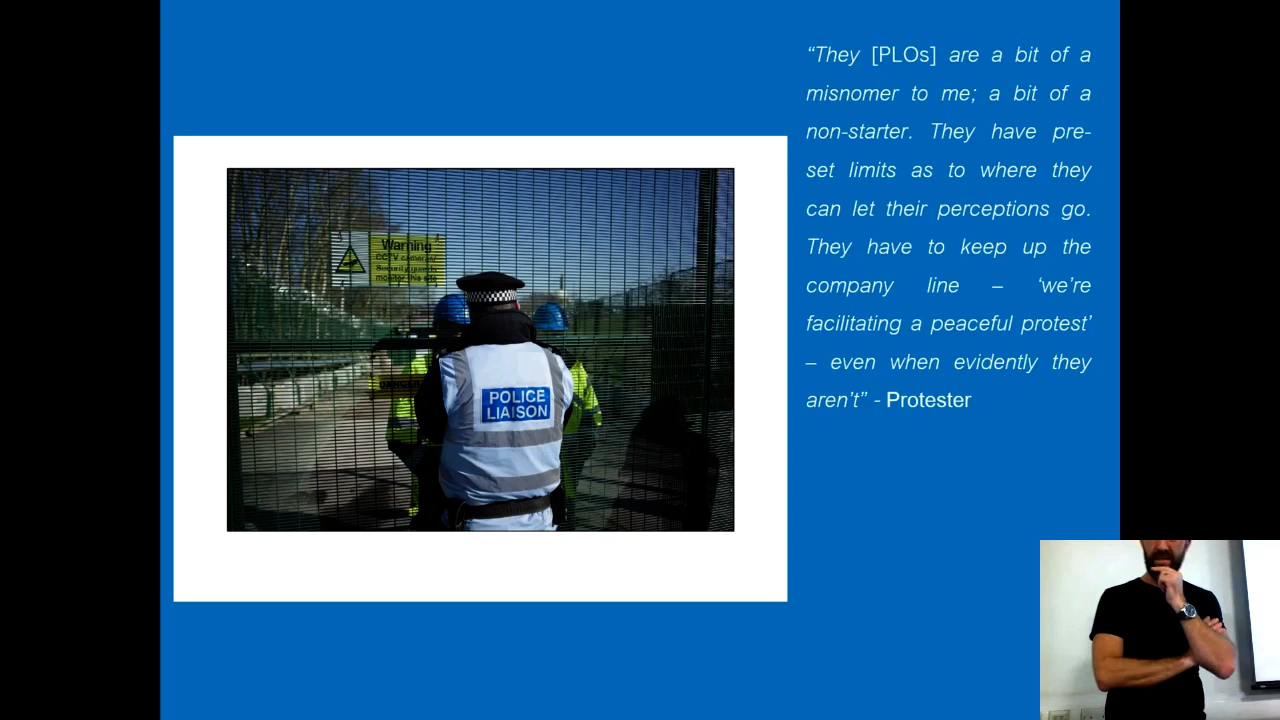 “They [PLOs] are a bit of a
misnomer to me; a bit of a
non-starter. They have pre-
set limits as to where they
can let their perceptions go.
They have to keep up the
company line – ‘we’re
facilitating a peaceful protest’
– even when evidently they
aren’t” - Protester
Warning
CCTV cameras
POLICE
LIAISON